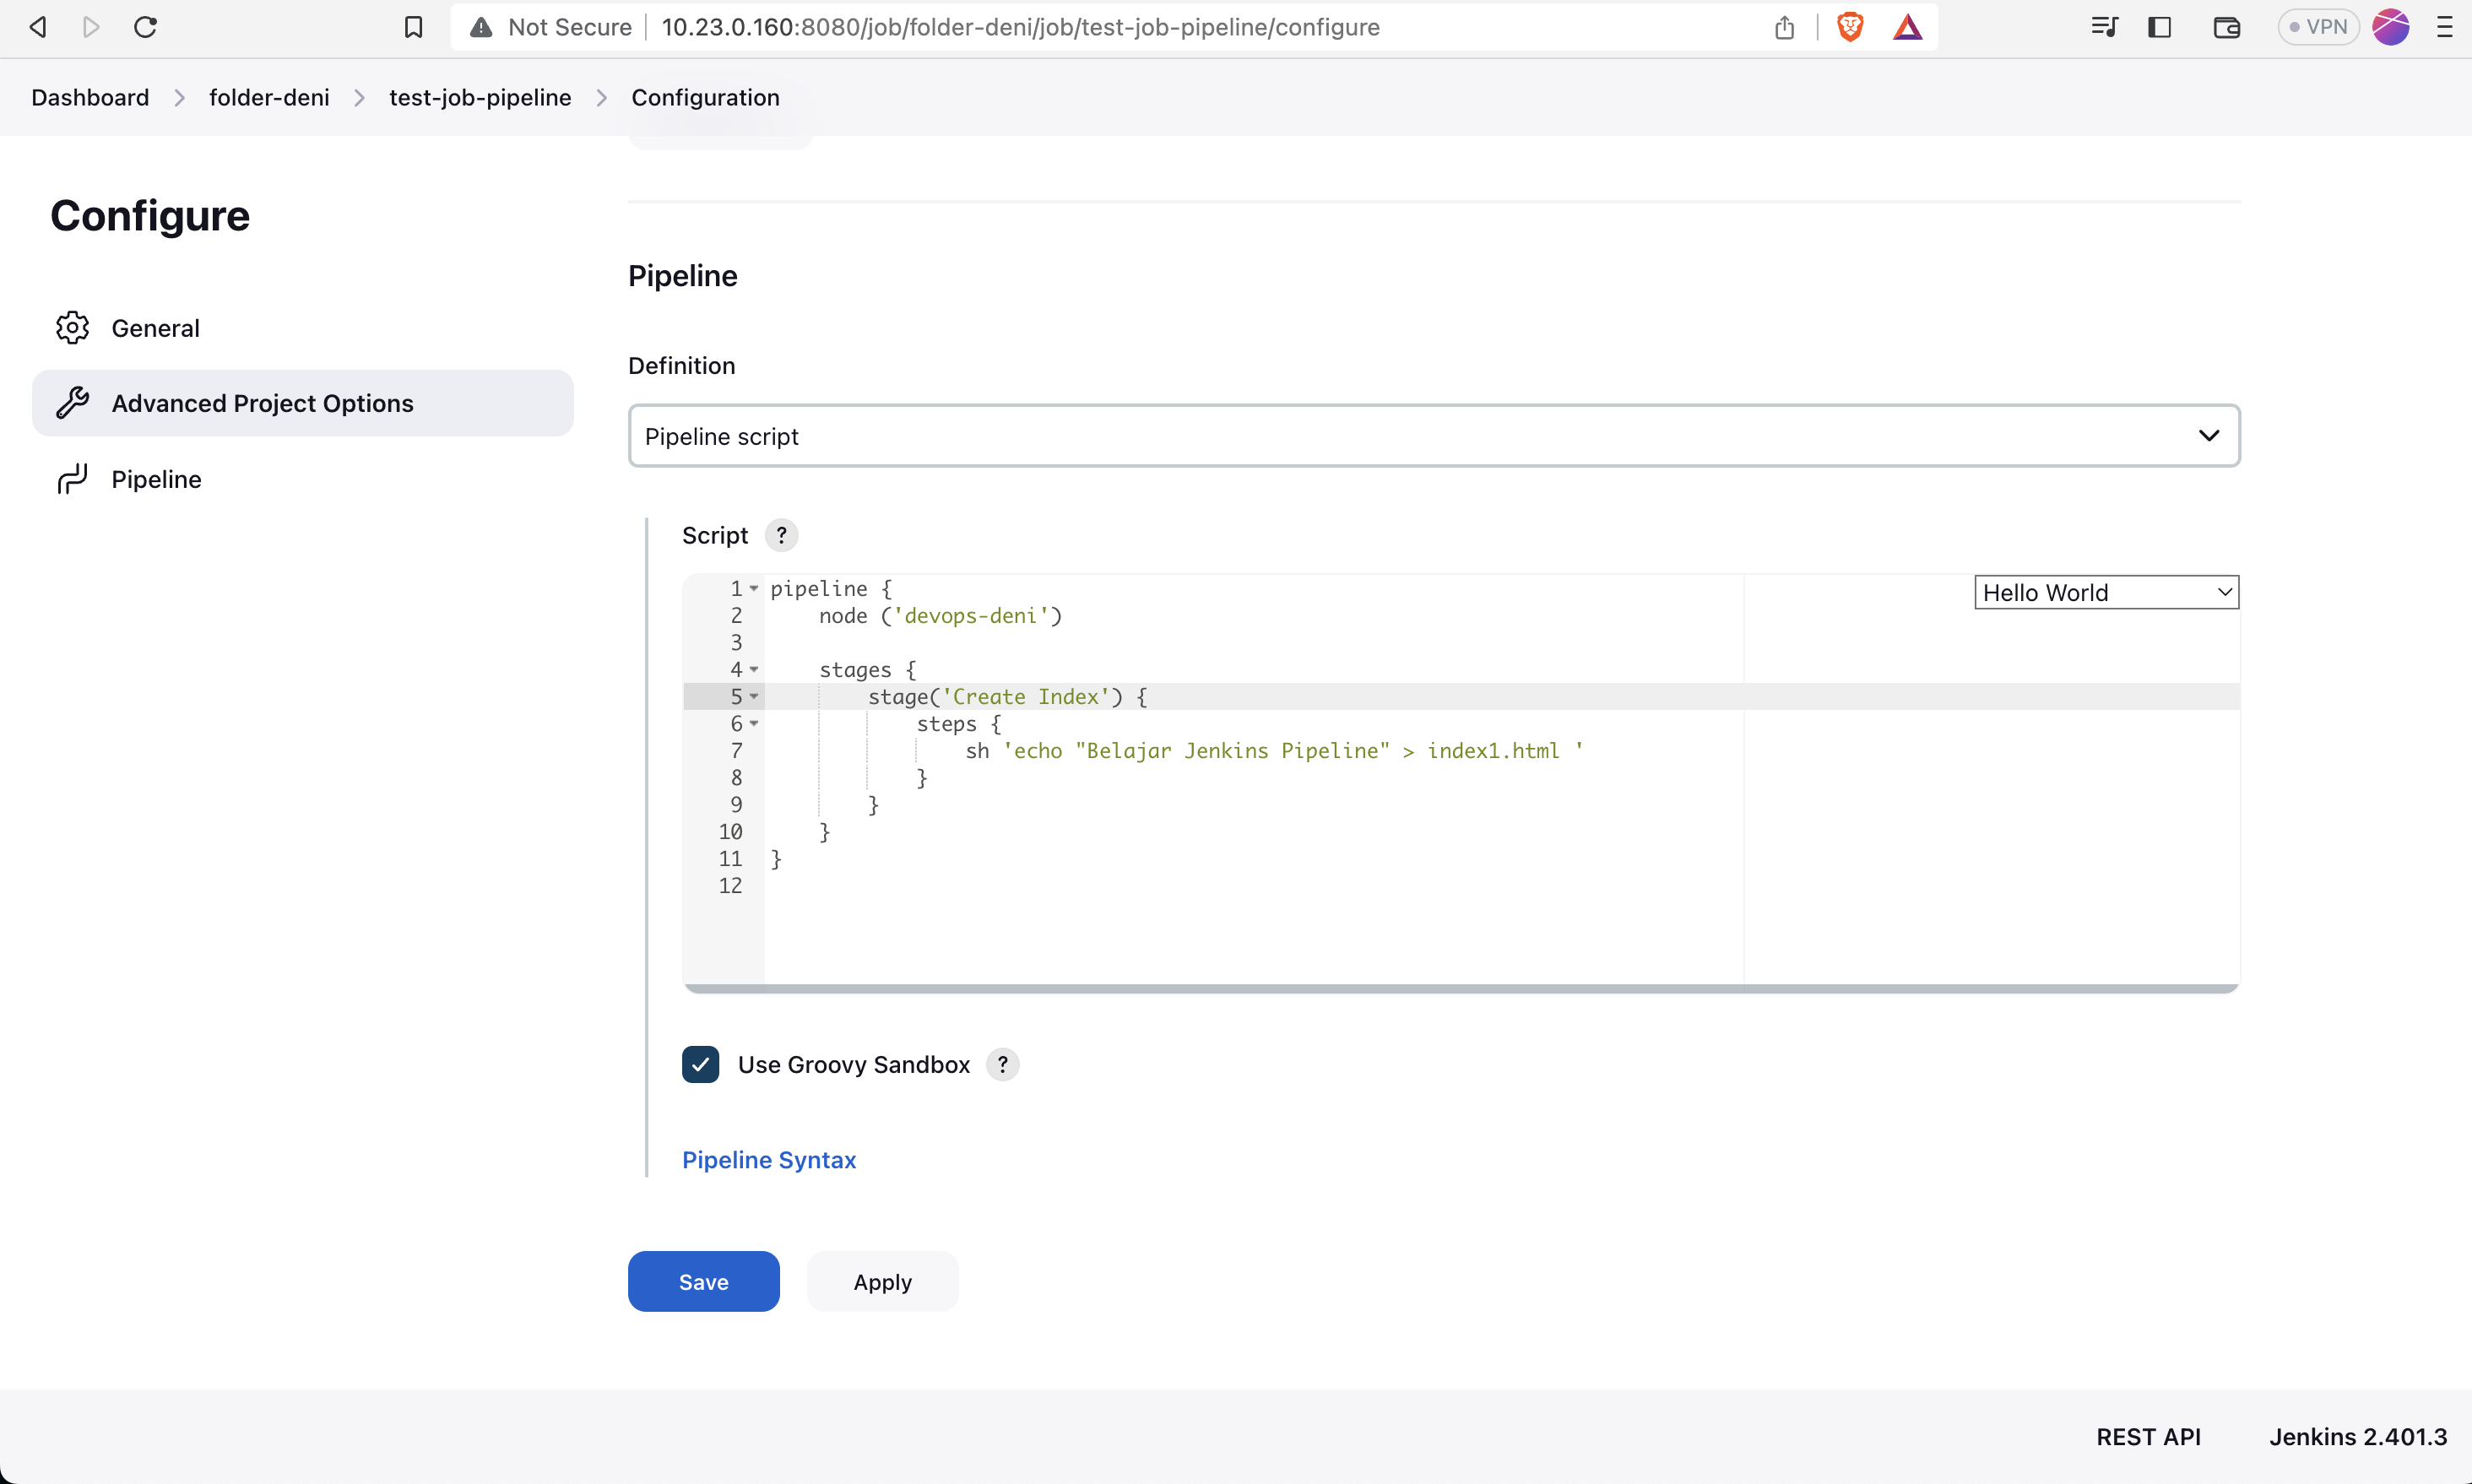 Not Secure 10.23.0.160:8080/job/folder-deni/job/test-job-pipeline/configure
VPN
Dashboard > folder-deni > test-job-pipeline > Configuration
Configure
General
Advanced Project Options
Pipeline
Pipeline
Definition
Pipeline script
Script ?
Hello World
1 pipeline {
2     node ('devops-deni')
3
4     stages {
5         stage('Create Index') {
6             steps {
7                 sh 'echo "Belajar Jenkins Pipeline" > index1.html '
8             }
9         }
10     }
11 }
12
Use Groovy Sandbox ?
Pipeline Syntax
Save Apply
REST API Jenkins 2.401.3